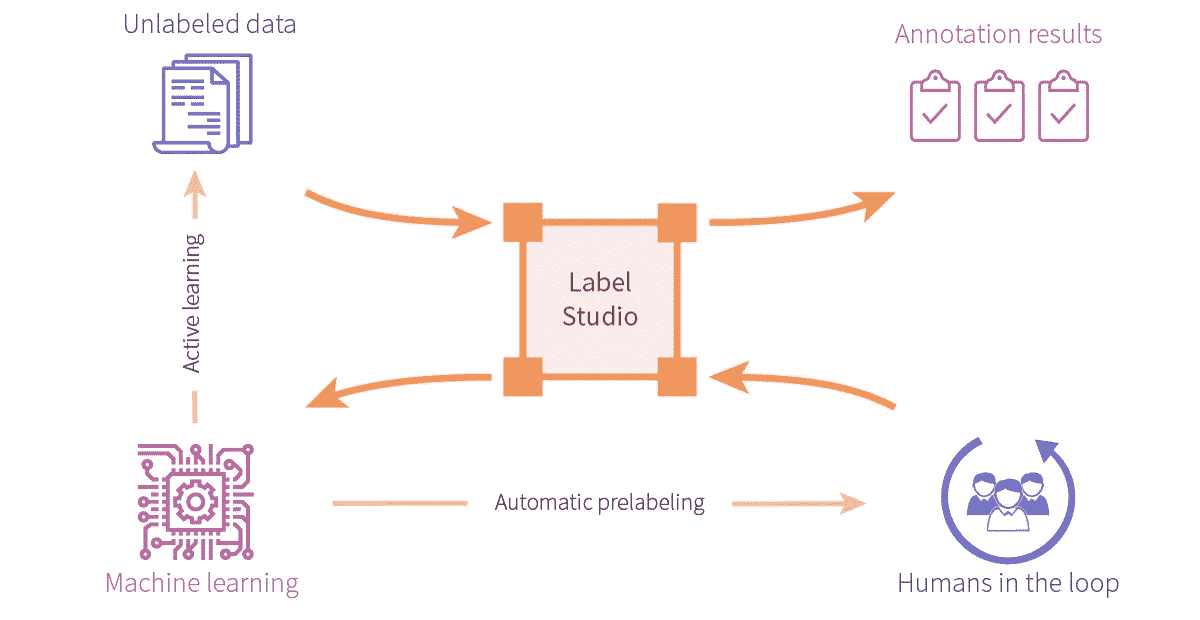 Unlabeled data
Annotation results
Label
Studio
Active learning
Automatic prelabeling
Machine learning
Humans in the loop